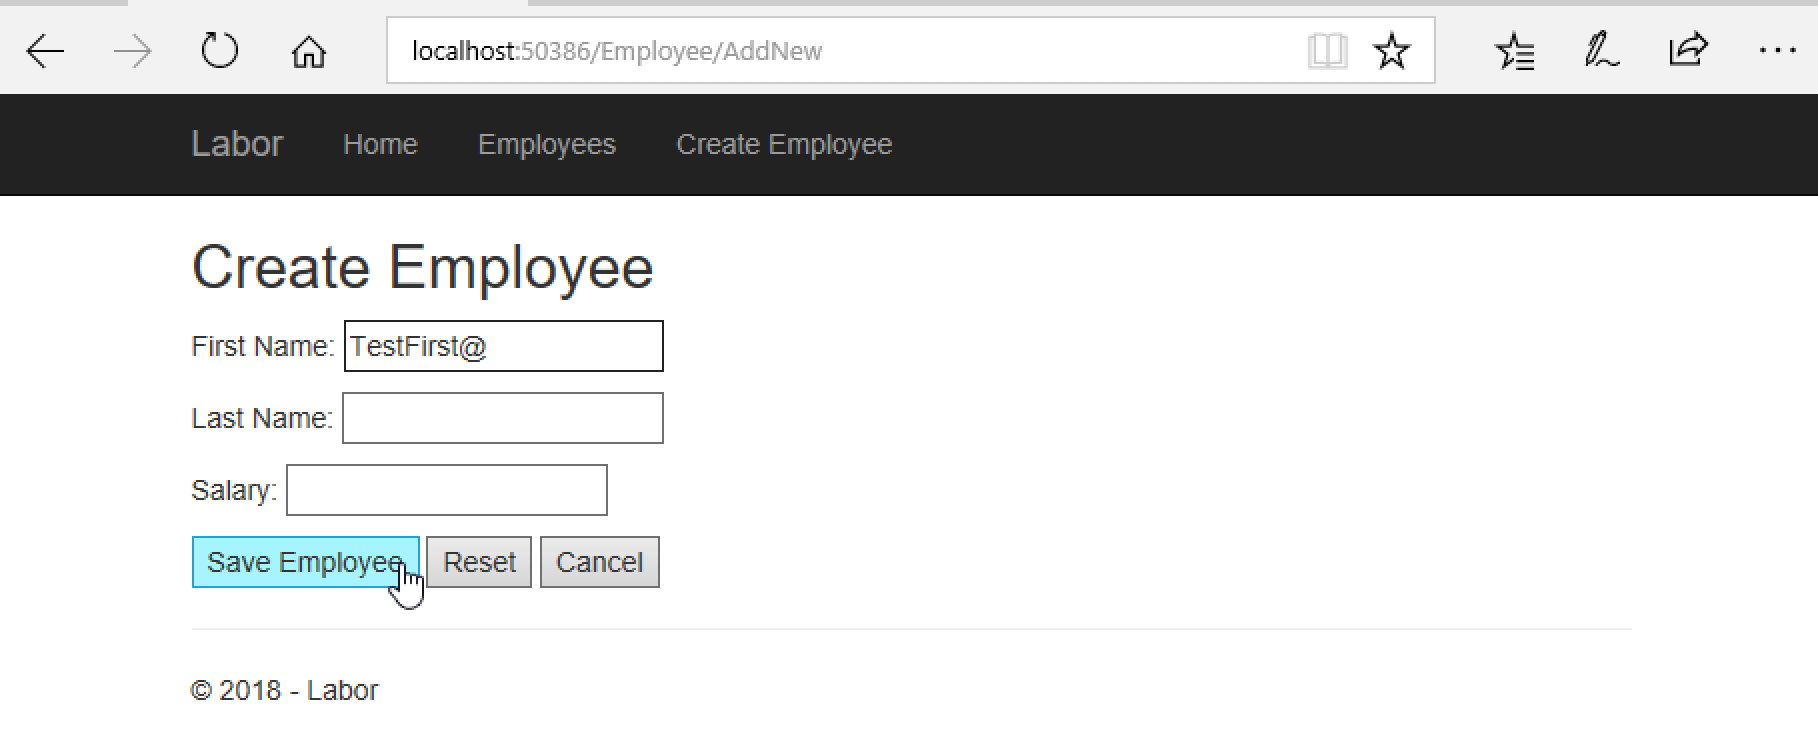 localhost:50386/Employee/AddNew
Labor Home Employees Create Employee
Create Employee
First Name: TestFirst@
Last Name:
Salary:
Save Employee Reset Cancel
© 2018 - Labor